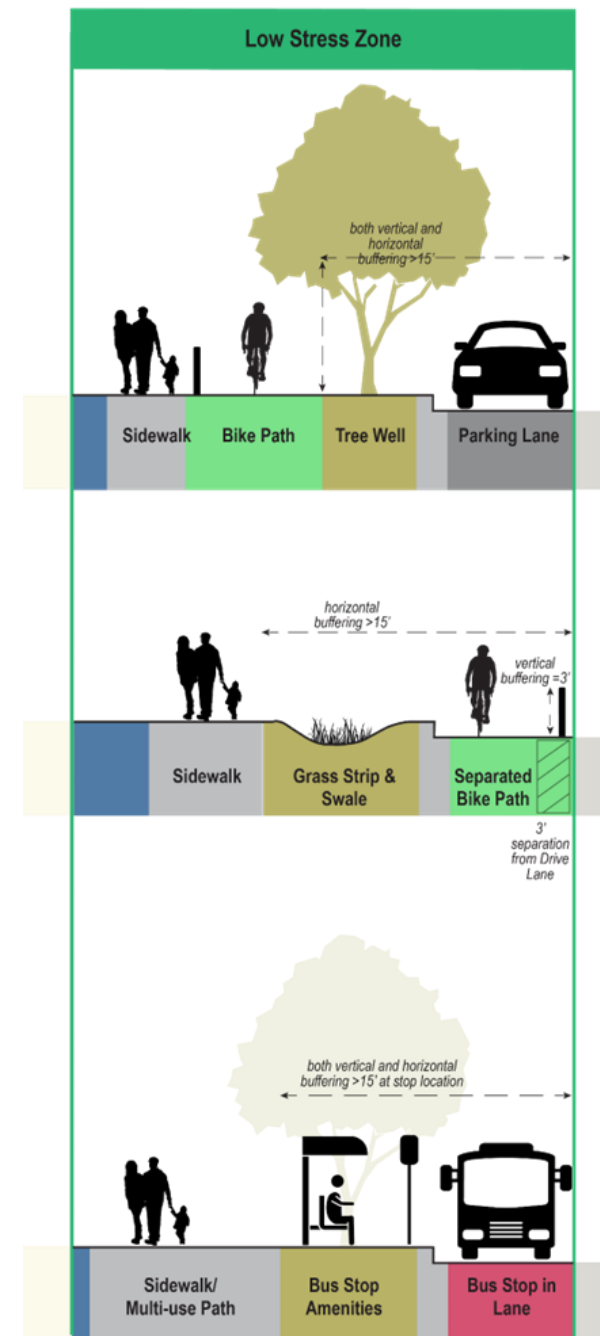 Low Stress Zone
both vertical and
horizontal
buffering >15'
Sidewalk
Bike Path
Tree Well
Parking Lane
horizontal
buffering >15'
vertical
buffering =3'
Sidewalk
Grass Strip &
Swale
Separated
Bike Path
3'
separation
from Drive
Lane
both vertical and horizontal
buffering >15' at stop location
Sidewalk/
Multi-use Path
Bus Stop
Amenities
Bus Stop in
Lane